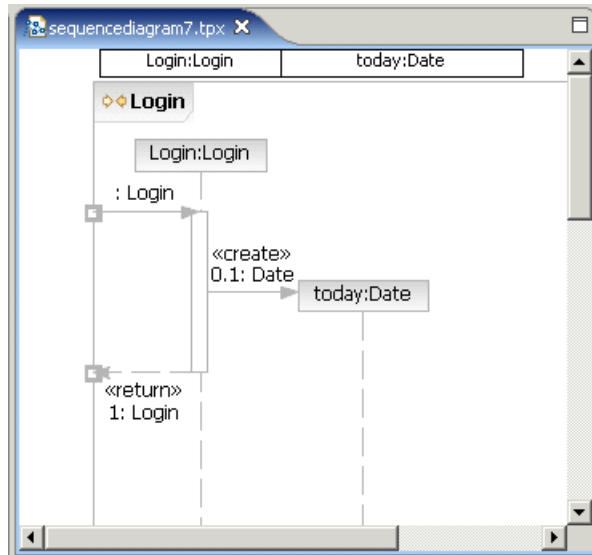 sequencediagram7.tpx
Login:Login today:Date
Login
Login:Login
: Login
«create»
0.1: Date
today:Date
«return»
1: Login